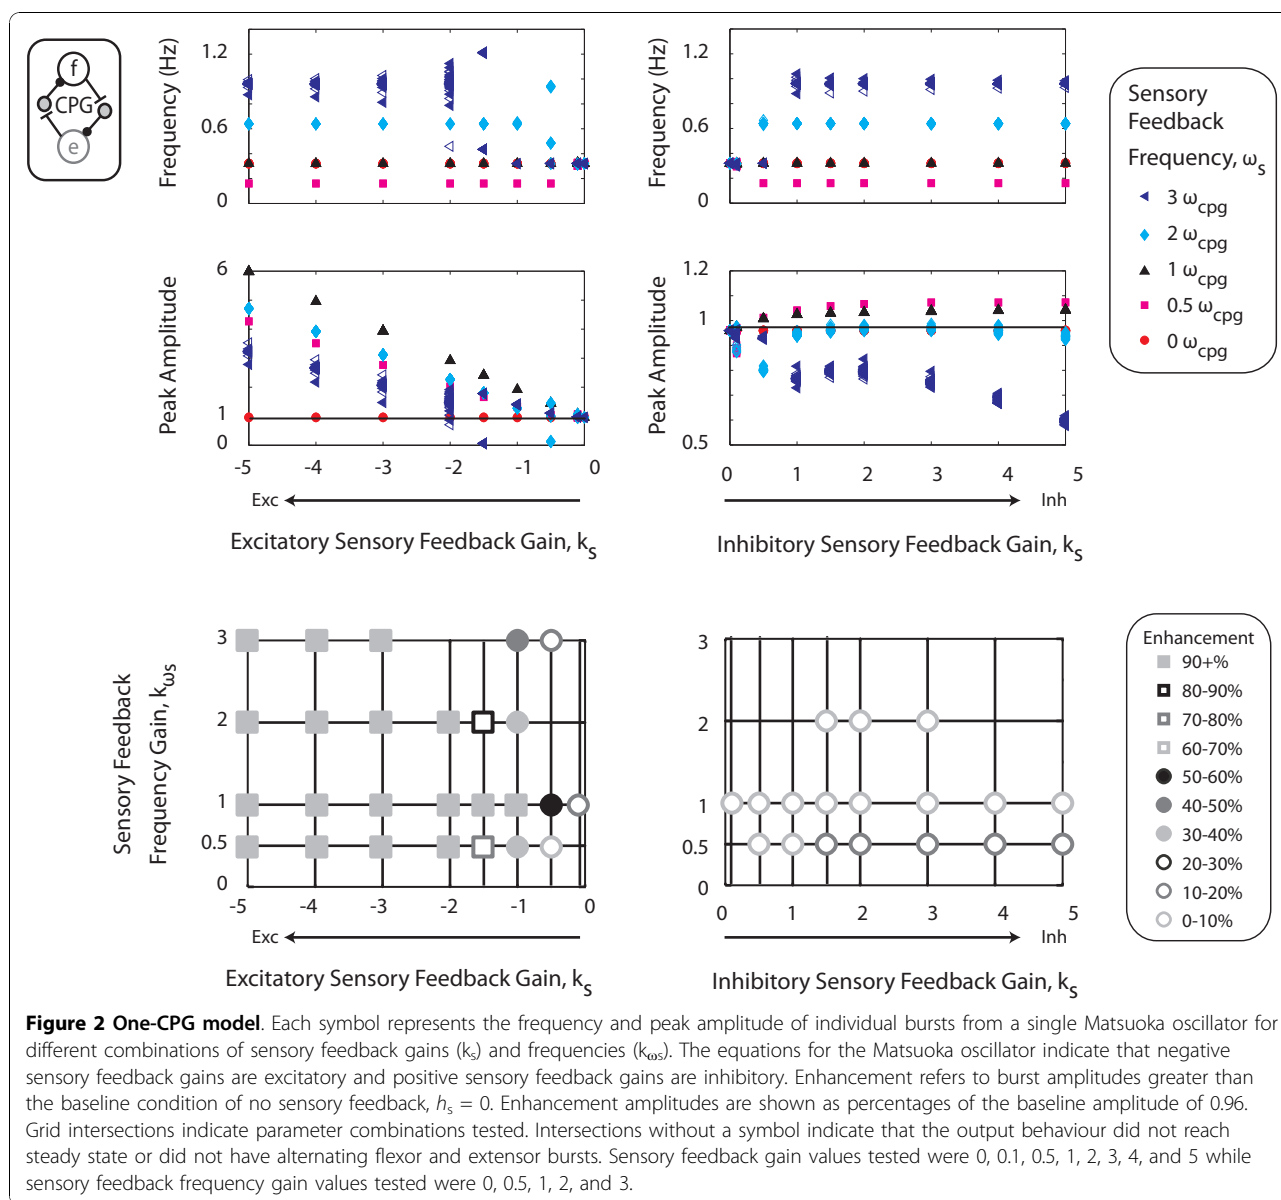 f
CPG
e
Frequency (Hz)
1.2
0.6
0
Frequency (Hz)
1.2
0.6
0
Sensory
Feedback
Frequency, ωs
3 ωcpg
2 ωcpg
1 ωcpg
0.5 ωcpg
0 ωcpg
Peak Amplitude
6
1
0
-5 -4 -3 -2 -1 0
Exc
Excitatory Sensory Feedback Gain, ks
Peak Amplitude
1.2
1
0.5
0 1 2 3 4 5
Inh
Inhibitory Sensory Feedback Gain, ks
Sensory Feedback
Frequency Gain, kωs
3
2
1
0.5
0
-5 -4 -3 -2 -1 0
Exc
Excitatory Sensory Feedback Gain, ks
3
2
1
0.5
0
0 1 2 3 4 5
Inh
Inhibitory Sensory Feedback Gain, ks
Enhancement
90+%
80-90%
70-80%
60-70%
50-60%
40-50%
30-40%
20-30%
10-20%
0-10%
Figure 2 One-CPG model. Each symbol represents the frequency and peak amplitude of individual bursts from a single Matsuoka oscillator for
different combinations of sensory feedback gains (ks) and frequencies (kωs). The equations for the Matsuoka oscillator indicate that negative
sensory feedback gains are excitatory and positive sensory feedback gains are inhibitory. Enhancement refers to burst amplitudes greater than
the baseline condition of no sensory feedback, hs = 0. Enhancement amplitudes are shown as percentages of the baseline amplitude of 0.96.
Grid intersections indicate parameter combinations tested. Intersections without a symbol indicate that the output behaviour did not reach
steady state or did not have alternating flexor and extensor bursts. Sensory feedback gain values tested were 0, 0.1, 0.5, 1, 2, 3, 4, and 5 while
sensory feedback frequency gain values tested were 0, 0.5, 1, 2, and 3.